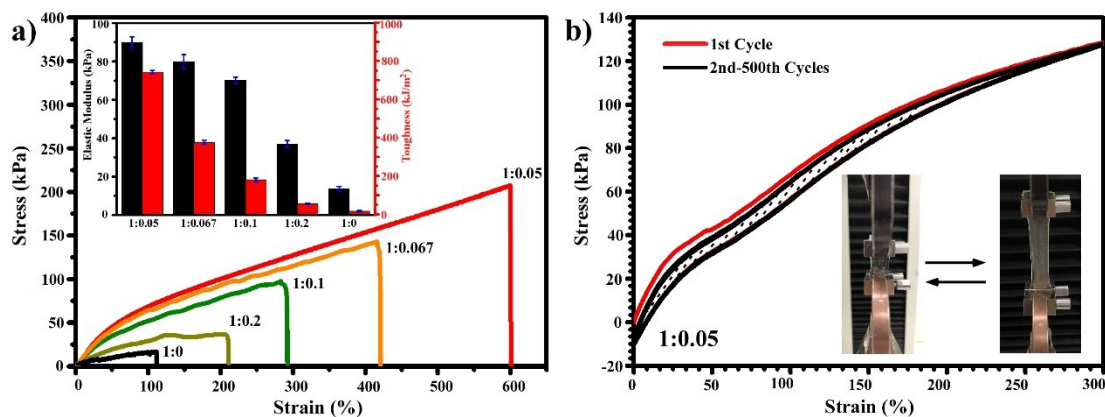 a)
400
350
300
250
200
150
100
50
0
Stress (kPa)
0 100 200 300 400 500 600
Strain (%)
100
80
60
40
20
0
Elastic Modulus (kPa)
1000
800
600
400
200
0
Toughness (kJ/m²)
1:0.05 1:0.067 1:0.1 1:0.2 1:0
1:0.05
1:0.067
1:0.1
1:0.2
1:0
b)
140
120
100
80
60
40
20
0
-20
Stress (kPa)
0 50 100 150 200 250 300
Strain (%)
1st Cycle
2nd-500th Cycles
1:0.05